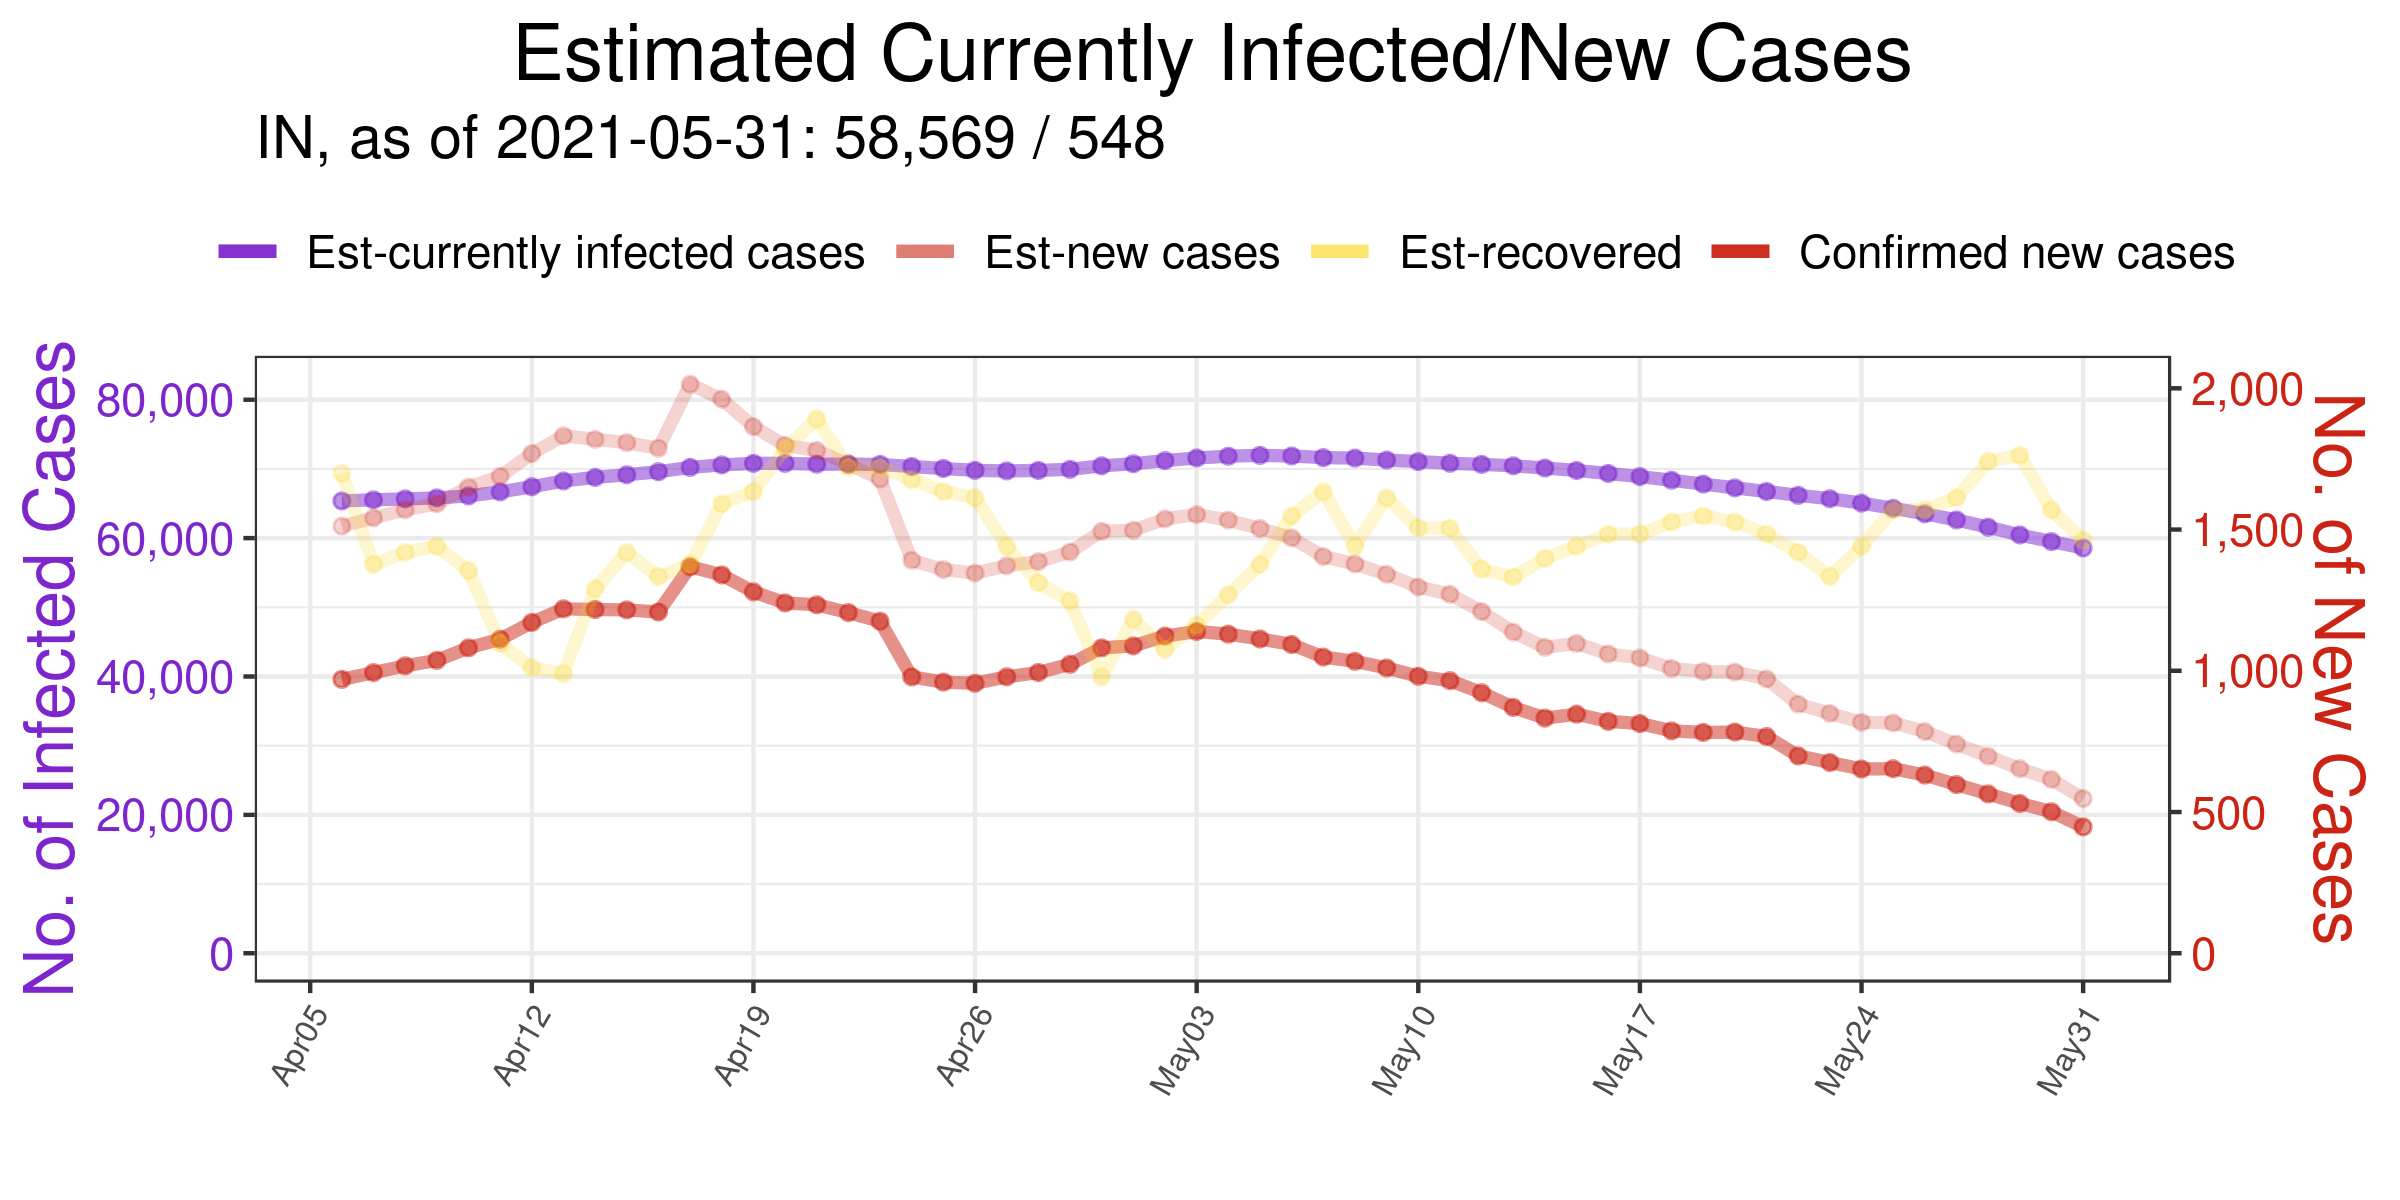 Estimated Currently Infected/New Cases
IN, as of 2021-05-31: 58,569 / 548
Est-currently infected cases Est-new cases Est-recovered Confirmed new cases
No. of Infected Cases
80,000
60,000
40,000
20,000
0
2,000
1,500
1,000
500
0
No. of New Cases
Apr05 Apr12 Apr19 Apr26 May03 May10 May17 May24 May31